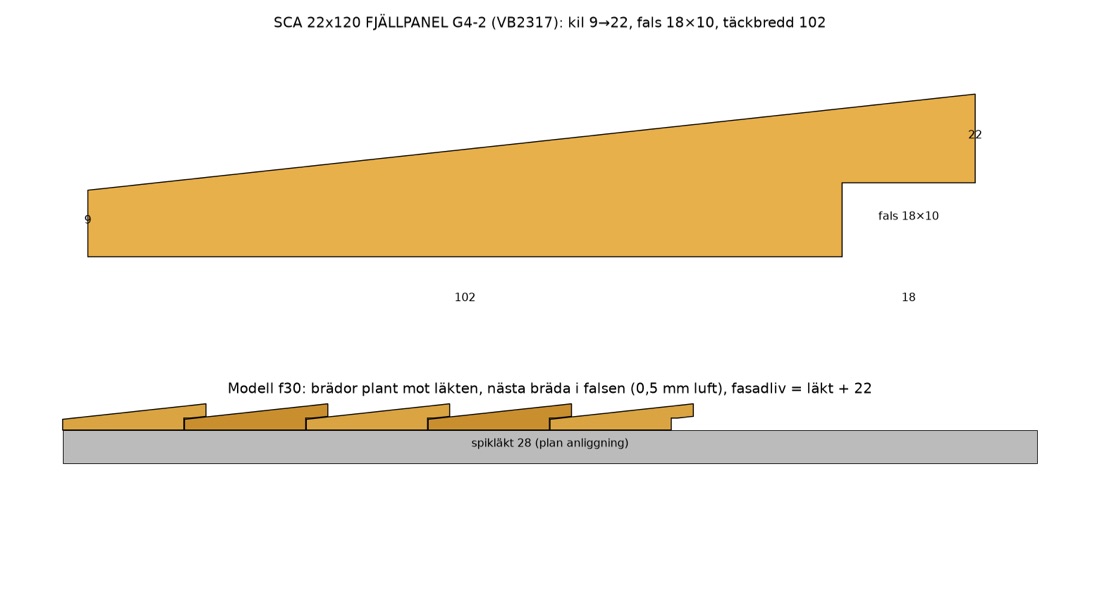 SCA 22x120 FJÄLLPANEL G4-2 (VB2317): kil 9→22, fals 18×10, täckbredd 102
22
9
fals 18×10
102
18
Modell f30: brädor plant mot läkten, nästa bräda i falsen (0,5 mm luft), fasadliv = läkt + 22
spikläkt 28 (plan anliggning)